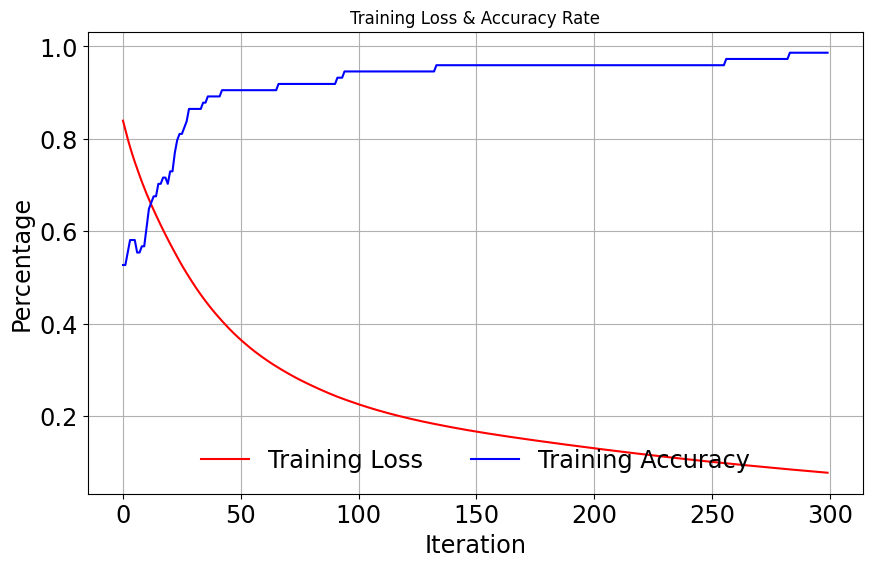 Training Loss & Accuracy Rate
Percentage
1.0
0.8
0.6
0.4
0.2
Training Loss
Training Accuracy
0 50 100 150 200 250 300
Iteration